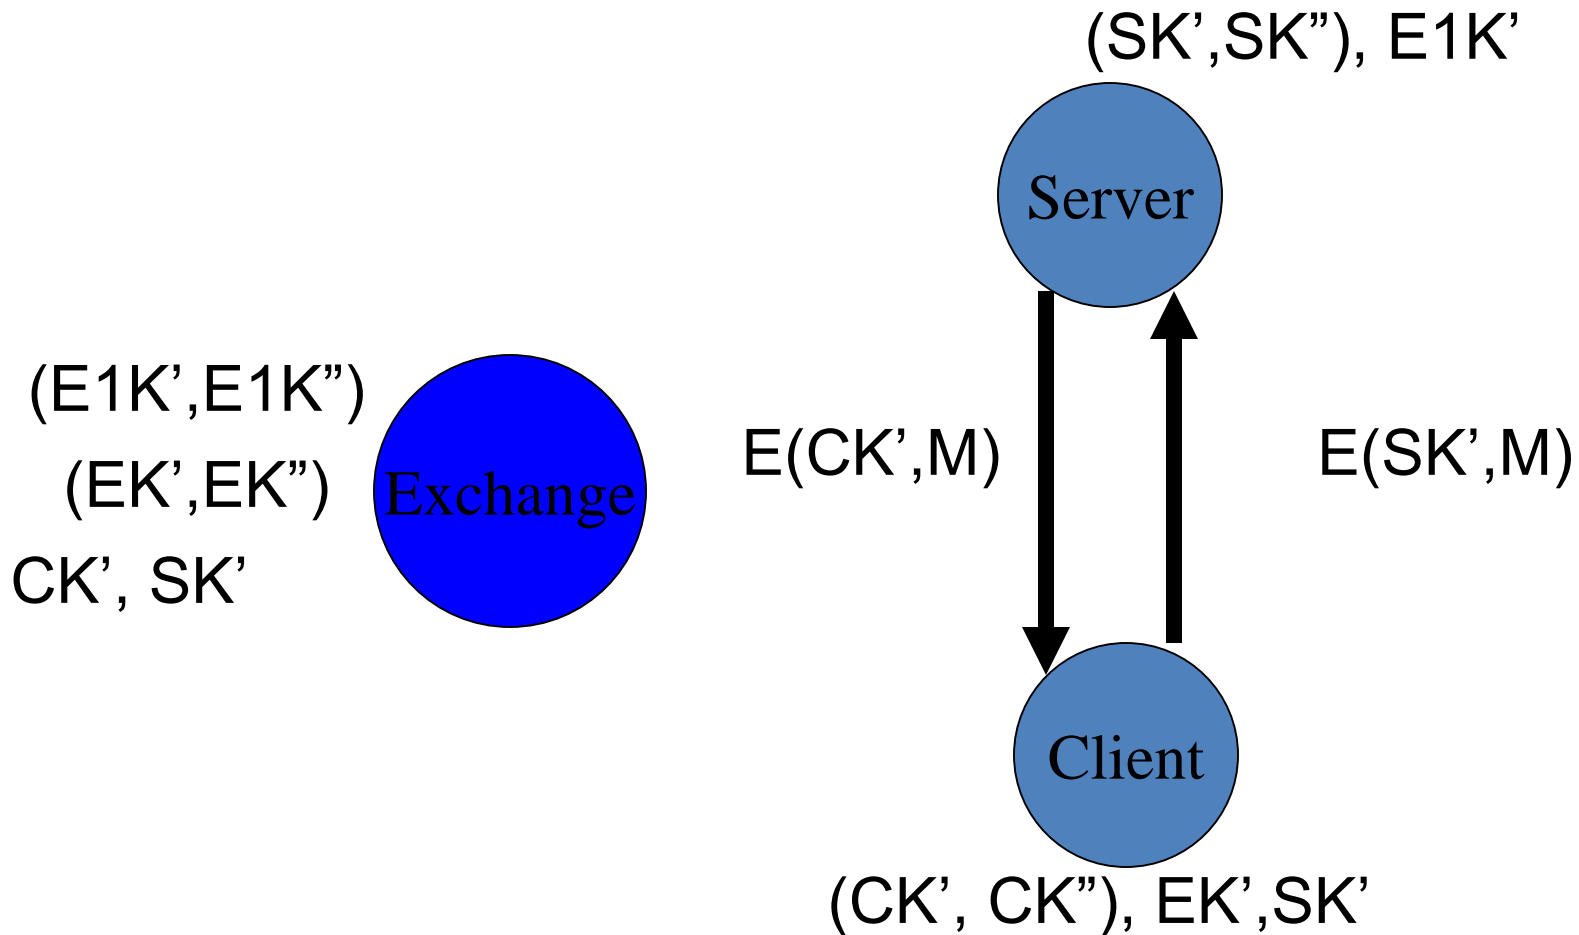 (SK’,SK”), E1K’
Server
(E1K’,E1K”)
(EK’,EK”)
CK’, SK’
Exchange
E(CK’,M)
E(SK’,M)
Client
(CK’, CK”), EK’,SK’